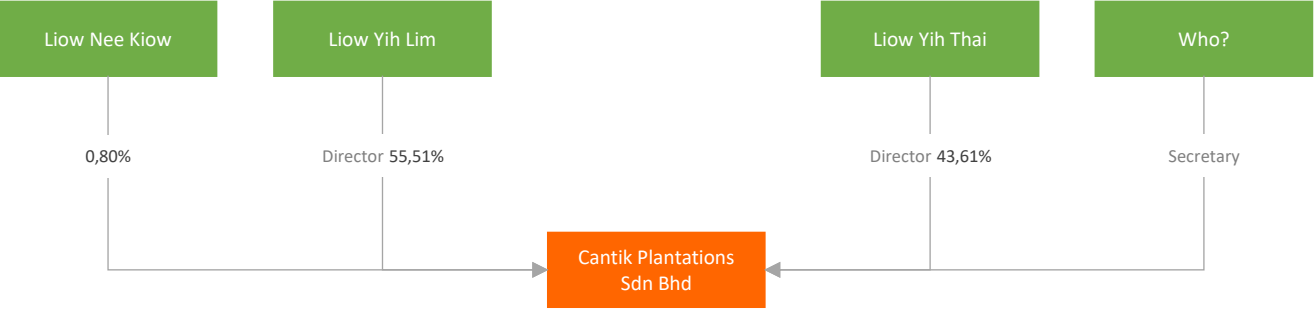 Liow Nee Kiow
Liow Yih Lim
Liow Yih Thai
Who?
0,80%
Director 55,51%
Director 43,61%
Secretary
Cantik Plantations
Sdn Bhd